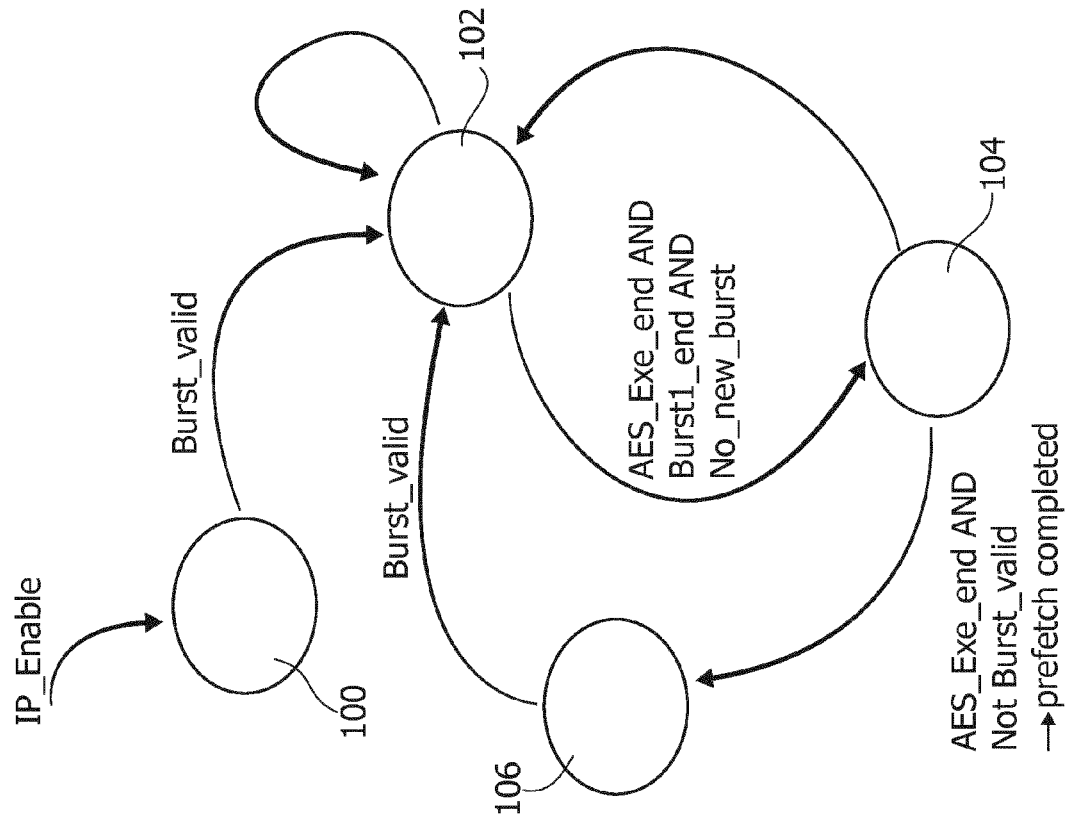 IP_Enable
100
Burst_valid
102
Burst_valid
106
AES_Exe_end AND
Burst1_end AND
No_new_burst
104
AES_Exe_end AND
Not Burst_valid
→ prefetch completed